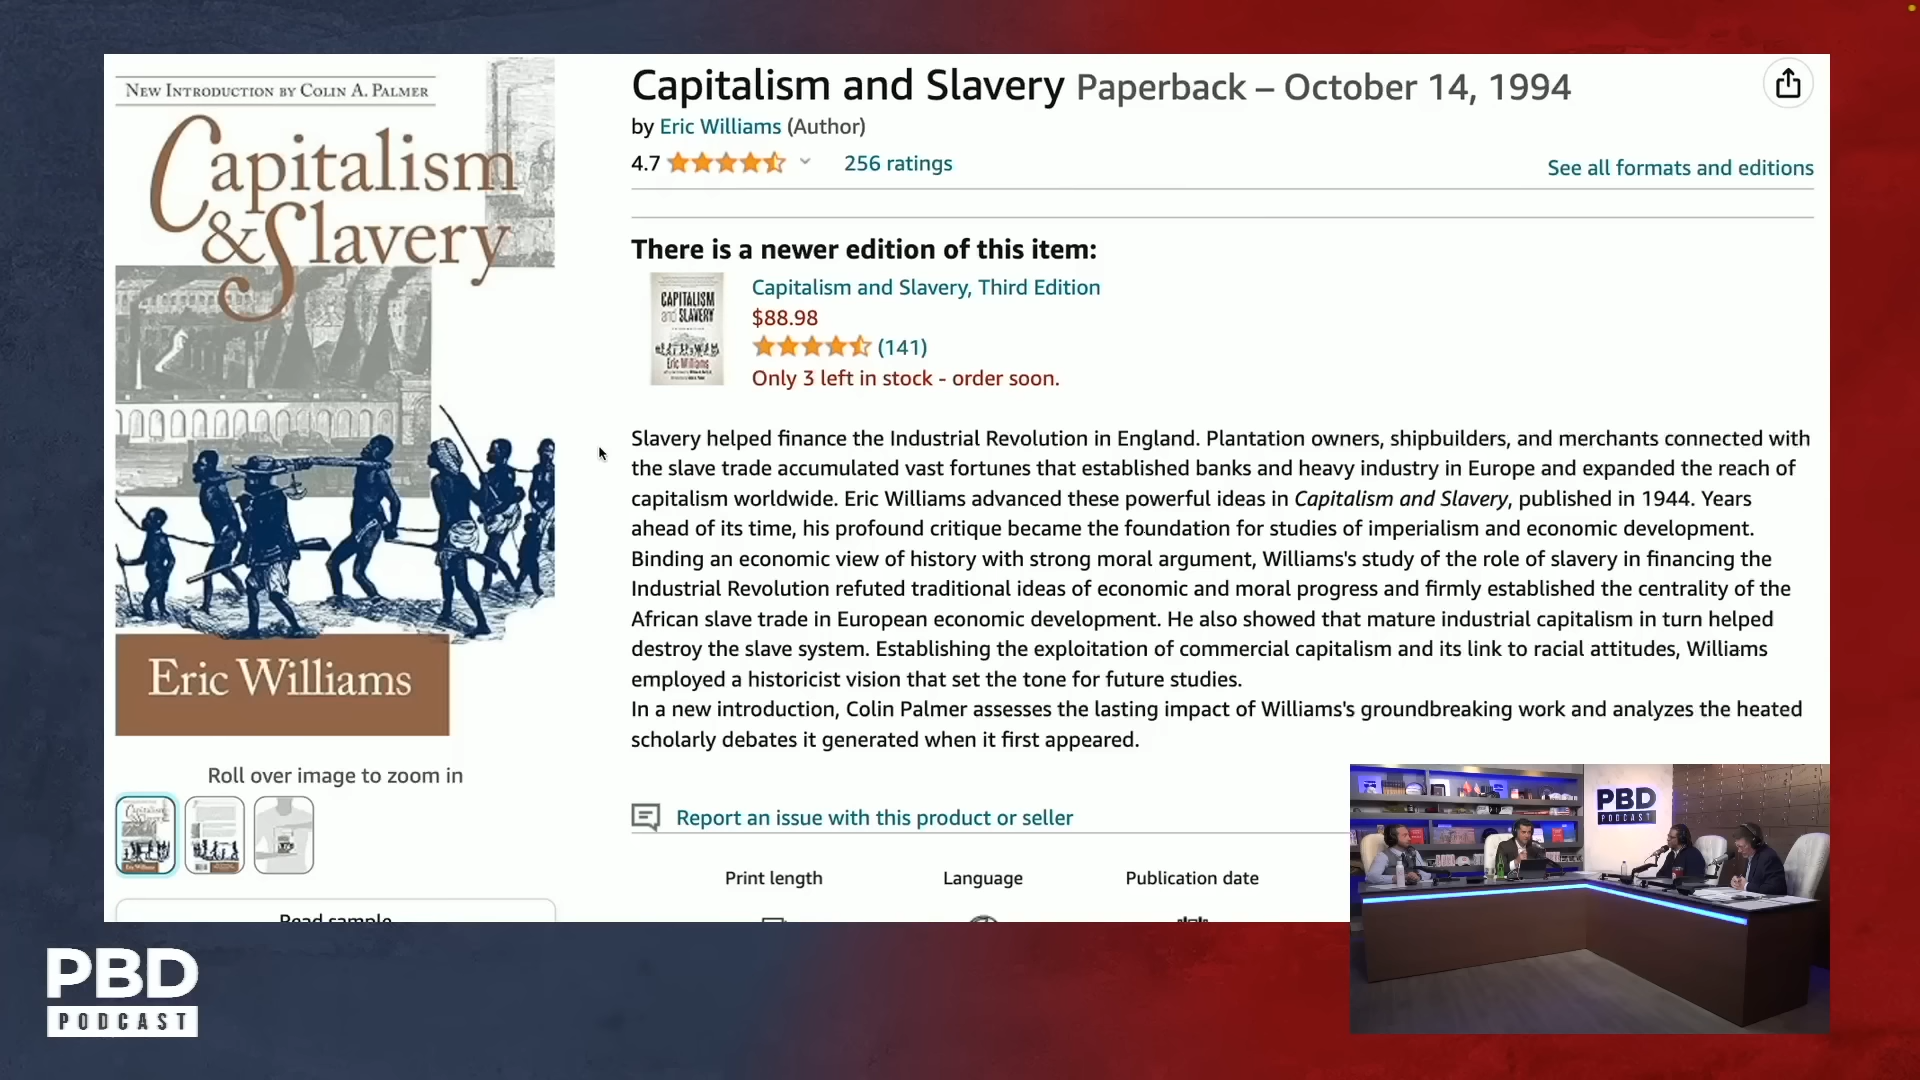 NEW INTRODUCTION BY COLIN A. PALMER
Capitalism
& Slavery
Eric Williams
Roll over image to zoom in
Read sample
Capitalism and Slavery Paperback – October 14, 1994
by Eric Williams (Author)
4.7 256 ratings
See all formats and editions
There is a newer edition of this item:
CAPITALISM
and SLAVERY
Eric Williams
Capitalism and Slavery, Third Edition
$88.98
(141)
Only 3 left in stock - order soon.
Slavery helped finance the Industrial Revolution in England. Plantation owners, shipbuilders, and merchants connected with
the slave trade accumulated vast fortunes that established banks and heavy industry in Europe and expanded the reach of
capitalism worldwide. Eric Williams advanced these powerful ideas in Capitalism and Slavery, published in 1944. Years
ahead of its time, his profound critique became the foundation for studies of imperialism and economic development.
Binding an economic view of history with strong moral argument, Williams's study of the role of slavery in financing the
Industrial Revolution refuted traditional ideas of economic and moral progress and firmly established the centrality of the
African slave trade in European economic development. He also showed that mature industrial capitalism in turn helped
destroy the slave system. Establishing the exploitation of commercial capitalism and its link to racial attitudes, Williams
employed a historicist vision that set the tone for future studies.
In a new introduction, Colin Palmer assesses the lasting impact of Williams's groundbreaking work and analyzes the heated
scholarly debates it generated when it first appeared.
Report an issue with this product or seller
Print length
Language
Publication date
PBD
PODCAST
PBD
PODCAST